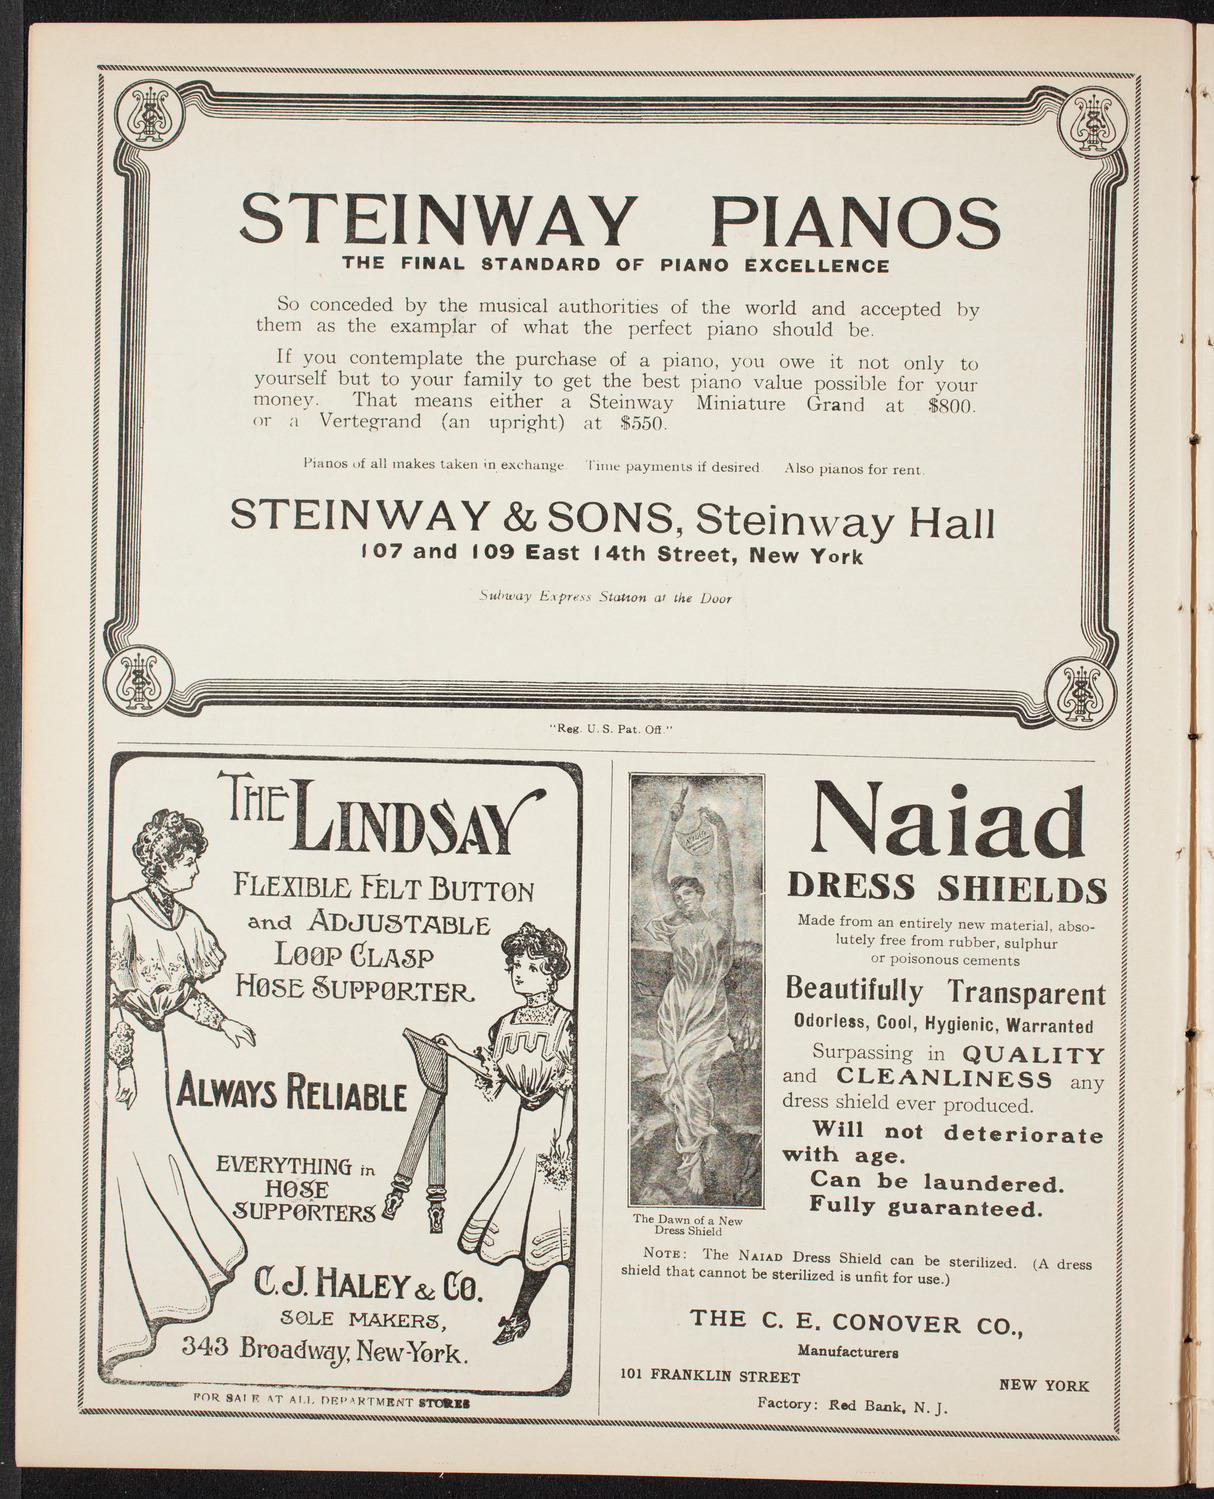 STEINWAY PIANOS
THE FINAL STANDARD OF PIANO EXCELLENCE
So conceded by the musical authorities of the world and accepted by
them as the examplar of what the perfect piano should be.
If you contemplate the purchase of a piano, you owe it not only to
yourself but to your family to get the best piano value possible for your
money. That means either a Steinway Miniature Grand at $800.
or a Vertegrand (an upright) at $550.
Pianos of all makes taken in exchange. Time payments if desired. Also pianos for rent.
STEINWAY & SONS, Steinway Hall
107 and 109 East 14th Street, New York
Subway Express Station at the Door
"Reg. U. S. Pat. Off."
THE LINDSAY
FLEXIBLE FELT BUTTON
and ADJUSTABLE
LOOP CLASP
HOSE SUPPORTER.
ALWAYS RELIABLE
EVERYTHING in
HOSE
SUPPORTERS
C. J. HALEY & CO.
SOLE MAKERS,
343 Broadway, New-York.
FOR SALE AT ALL DEPARTMENT STORES
NAIAD
The Dawn of a New
Dress Shield
Naiad
DRESS SHIELDS
Made from an entirely new material, abso-
lutely free from rubber, sulphur
or poisonous cements
Beautifully Transparent
Odorless, Cool, Hygienic, Warranted
Surpassing in QUALITY
and CLEANLINESS any
dress shield ever produced.
Will not deteriorate
with age.
Can be laundered.
Fully guaranteed.
NOTE: The NAIAD Dress Shield can be sterilized. (A dress
shield that cannot be sterilized is unfit for use.)
THE C. E. CONOVER CO.,
Manufacturers
101 FRANKLIN STREET NEW YORK
Factory: Red Bank, N. J.